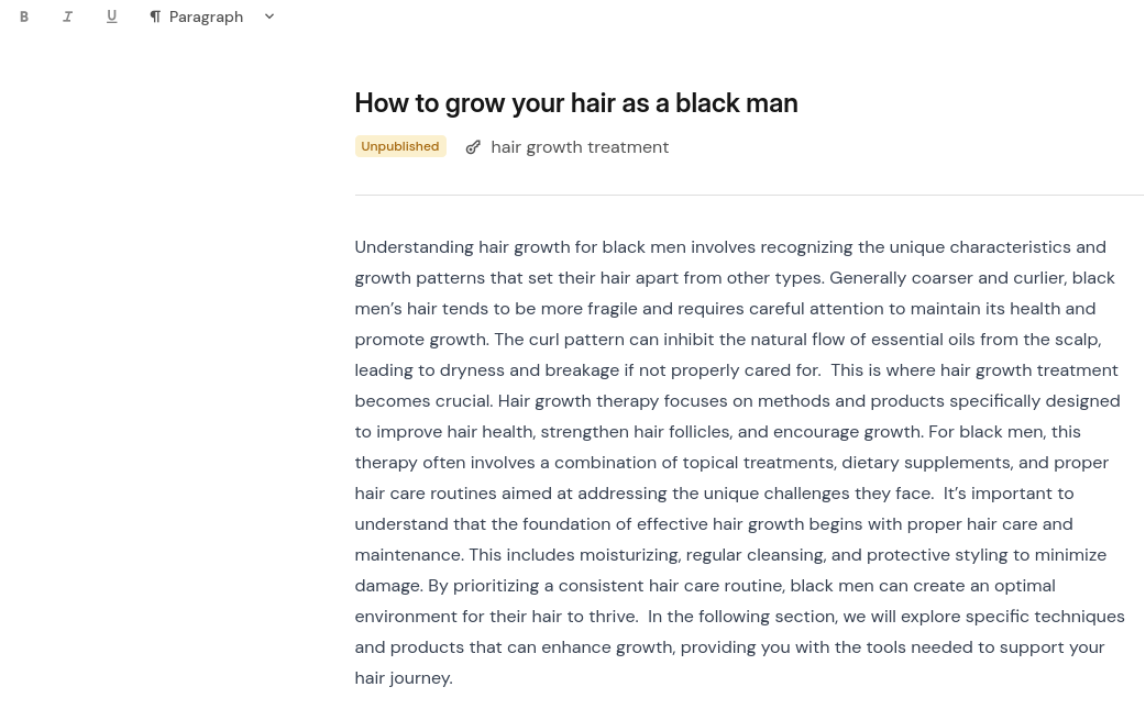 B I U ¶ Paragraph
How to grow your hair as a black man
Unpublished hair growth treatment
Understanding hair growth for black men involves recognizing the unique characteristics and
growth patterns that set their hair apart from other types. Generally coarser and curlier, black
men’s hair tends to be more fragile and requires careful attention to maintain its health and
promote growth. The curl pattern can inhibit the natural flow of essential oils from the scalp,
leading to dryness and breakage if not properly cared for.  This is where hair growth treatment
becomes crucial. Hair growth therapy focuses on methods and products specifically designed
to improve hair health, strengthen hair follicles, and encourage growth. For black men, this
therapy often involves a combination of topical treatments, dietary supplements, and proper
hair care routines aimed at addressing the unique challenges they face.  It’s important to
understand that the foundation of effective hair growth begins with proper hair care and
maintenance. This includes moisturizing, regular cleansing, and protective styling to minimize
damage. By prioritizing a consistent hair care routine, black men can create an optimal
environment for their hair to thrive.  In the following section, we will explore specific techniques
and products that can enhance growth, providing you with the tools needed to support your
hair journey.